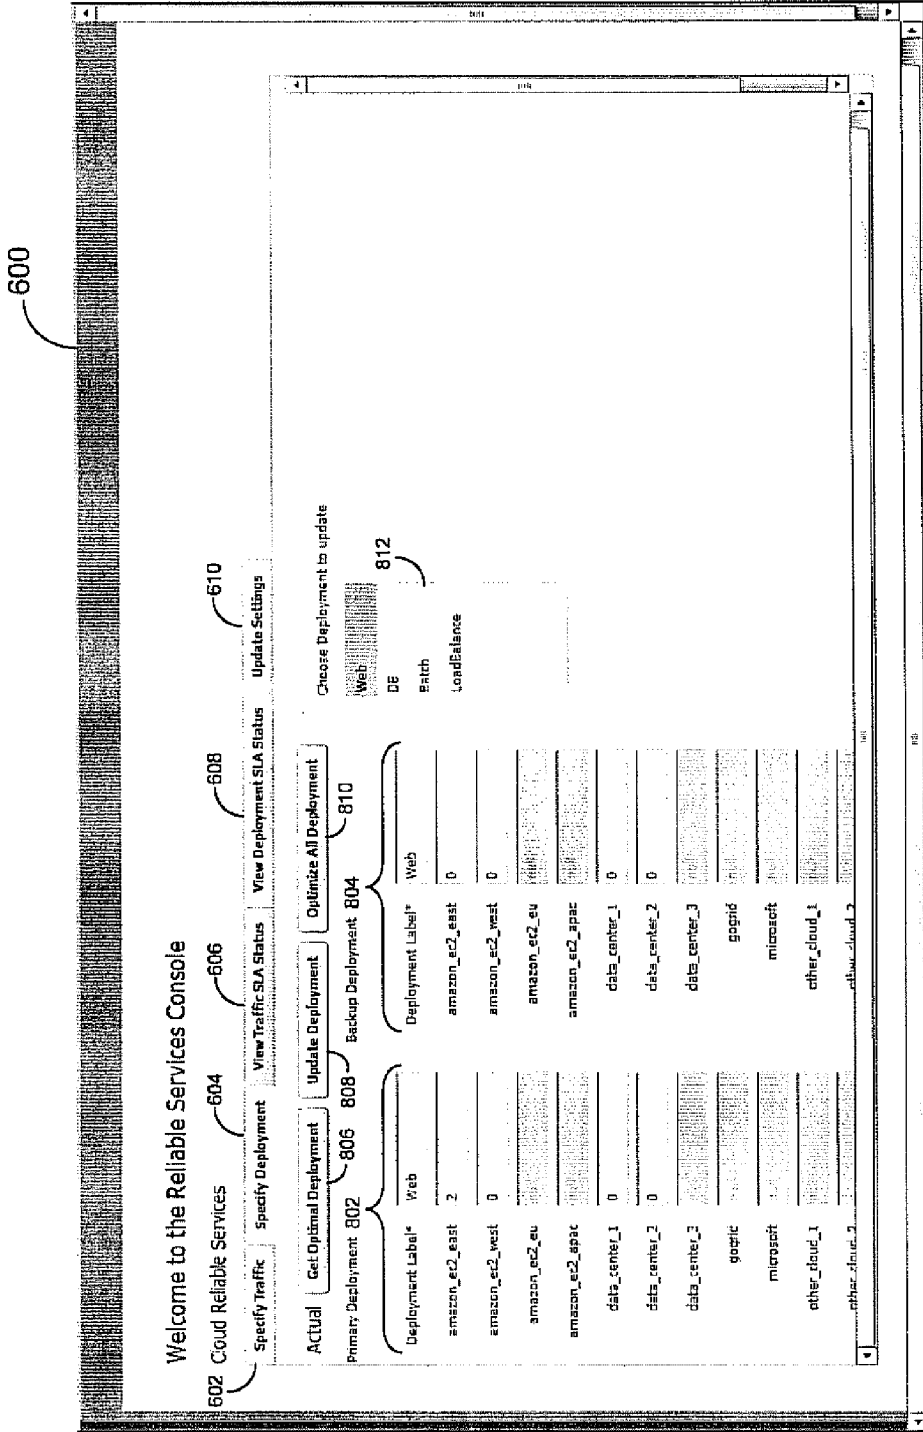 600
Welcome to the Reliable Services Console
Cloud Reliable Services
602
604
606
608
610
Specify Traffic Specify Deployment View Traffic SLA Status View Deployment SLA Status Update Settings
Actual Get Optimal Deployment Update Deployment Optimize All Deployment
806
808
810
Choose Deployment to update
Primary Deployment 802 Backup Deployment 804
Web
DB
Batch
LoadBalance
812
Deployment Label* Web Deployment Label* Web
amazon_ec2_east 2 amazon_ec2_east 0
amazon_ec2_west 0 amazon_ec2_west 0
amazon_ec2_eu amazon_ec2_eu
amazon_ec2_apac amazon_ec2_apac
data_center_1 0 data_center_1 0
data_center_2 0 data_center_2 0
data_center_3 data_center_3
gogrid gogrid
microsoft microsoft
other_cloud_1 other_cloud_1
other_cloud_2 other_cloud_2